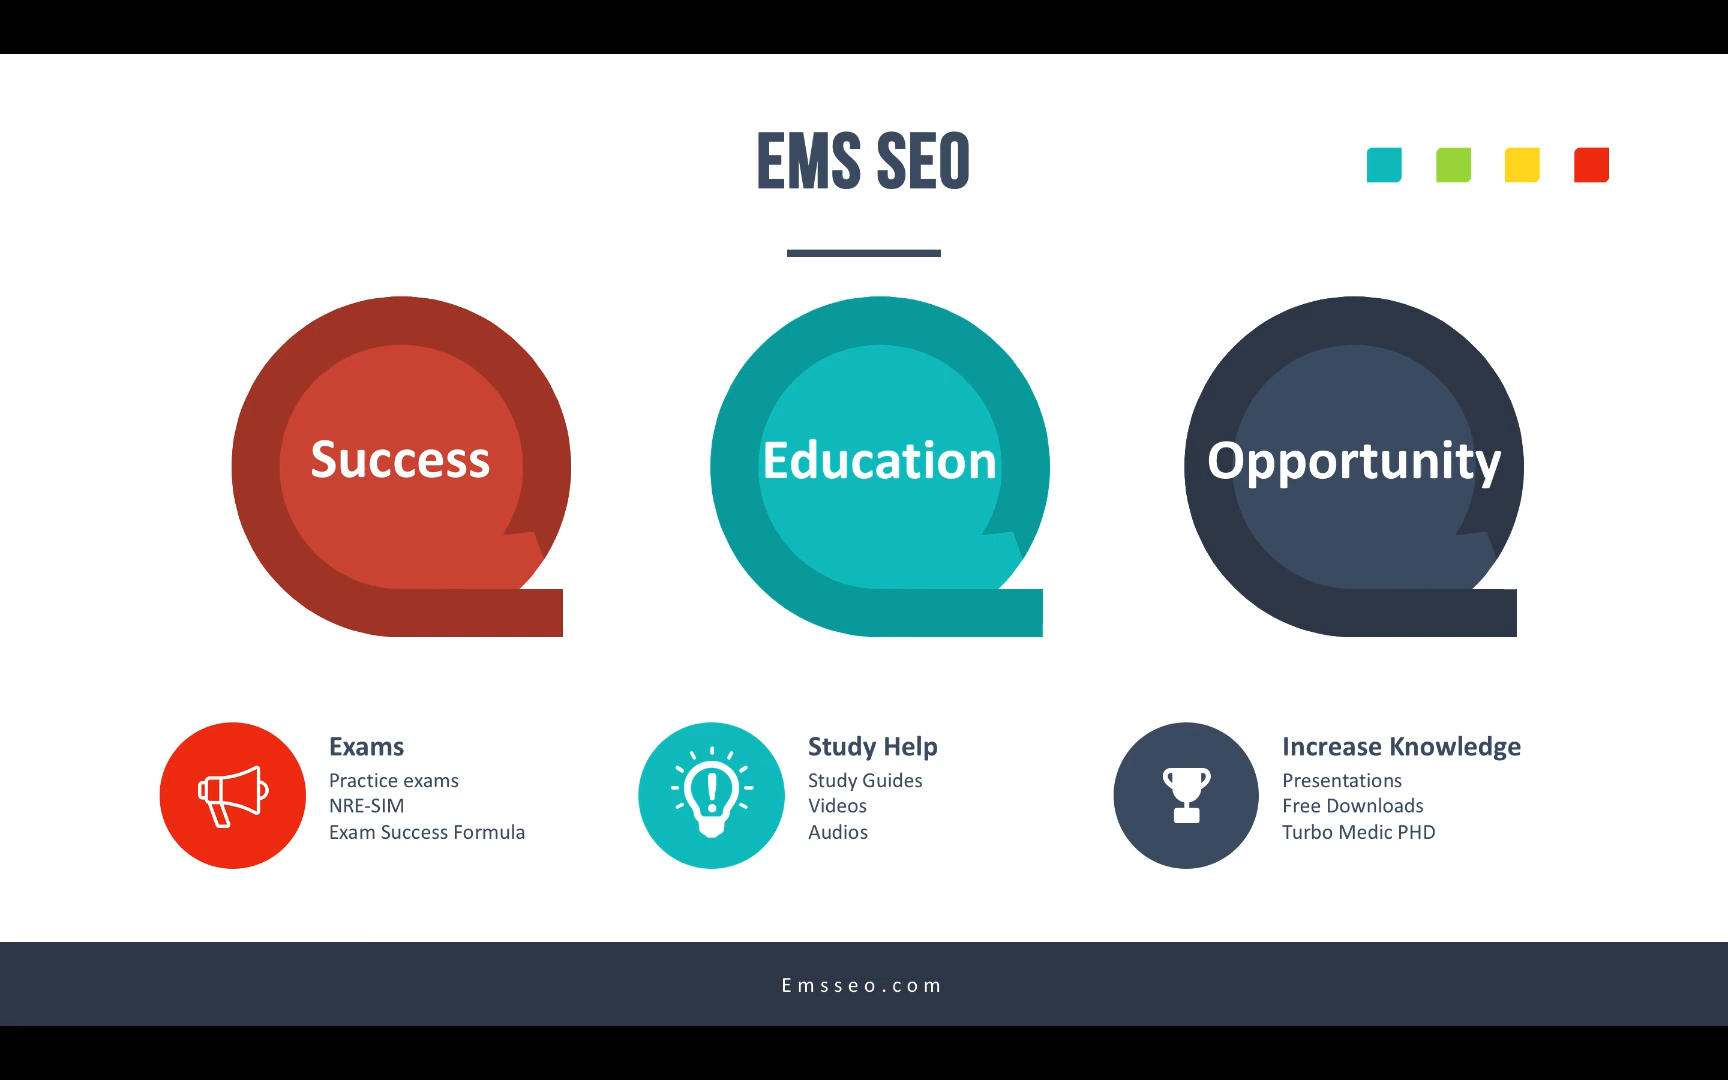 EMS SEO
Success
Education
Opportunity
Exams
Practice exams
NRE-SIM
Exam Success Formula
Study Help
Study Guides
Videos
Audios
Increase Knowledge
Presentations
Free Downloads
Turbo Medic PHD
Emsseo.com